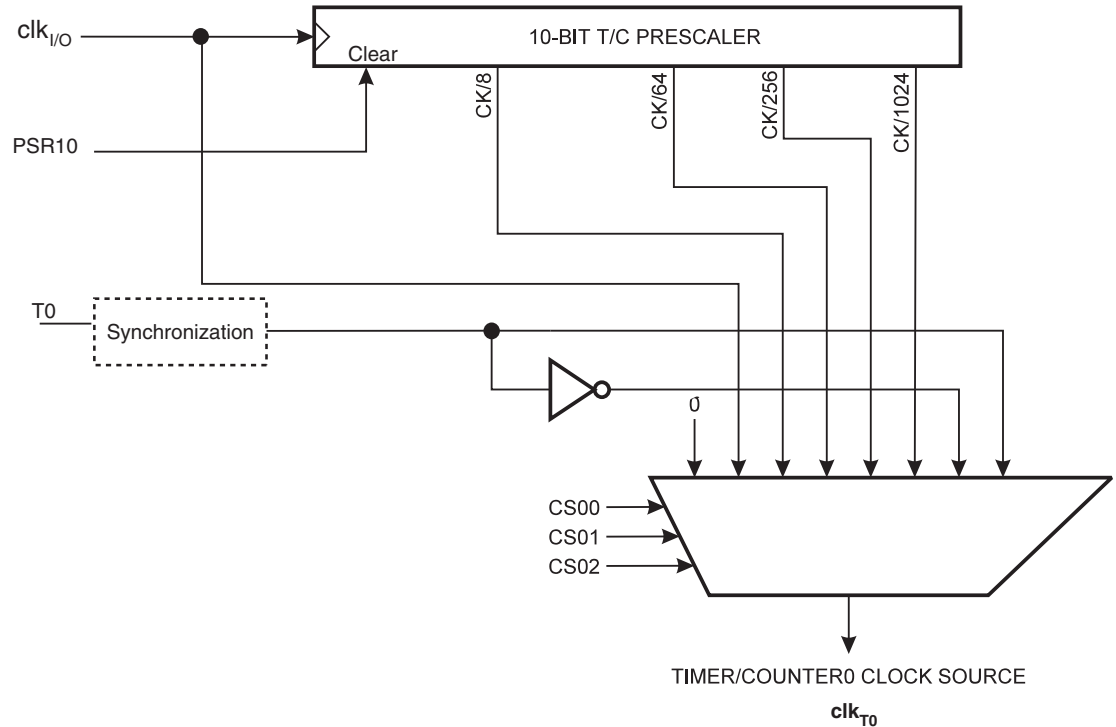 clkI/O
10-BIT T/C PRESCALER
Clear
CK/8
CK/64
CK/256
CK/1024
PSR10
T0
Synchronization
0
CS00
CS01
CS02
TIMER/COUNTER0 CLOCK SOURCE
clkT0